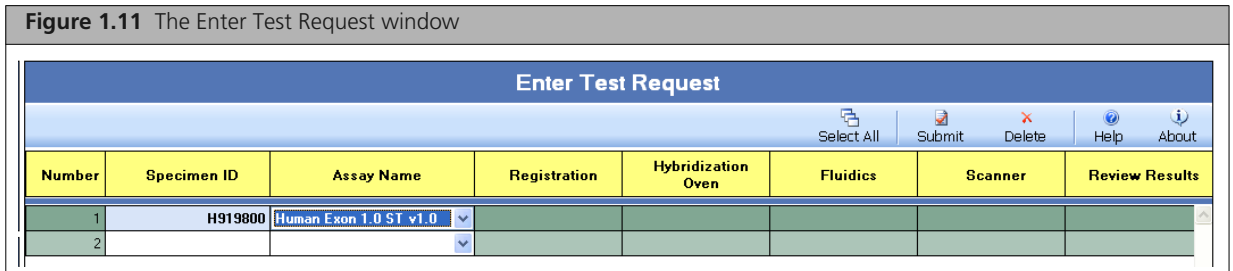 Figure 1.11 The Enter Test Request window
Enter Test Request
Select All Submit Delete Help About
Number Specimen ID Assay Name Registration Hybridization Oven Fluidics Scanner Review Results
1 H919800 Human Exon 1.0 ST v1.0
2